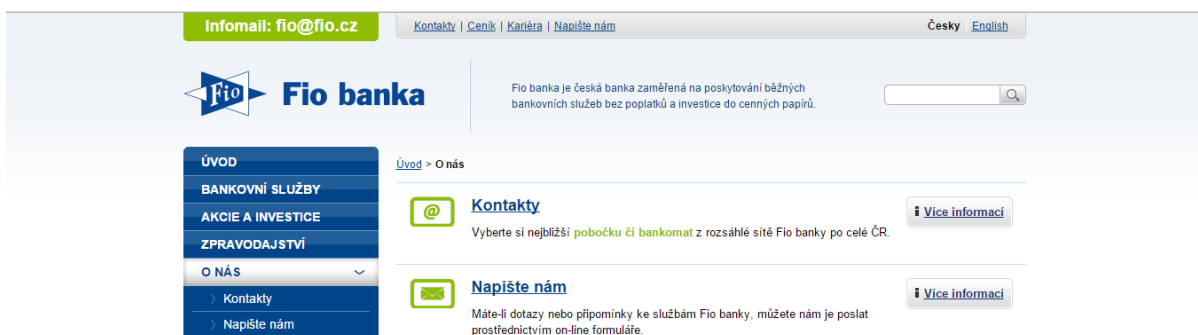 Infomail: fio@fio.cz
Kontakty | Ceník | Kariéra | Napište nám
Česky English
Fio Fio banka
Fio banka je česká banka zaměřená na poskytování běžných
bankovních služeb bez poplatků a investice do cenných papírů.
ÚVOD
BANKOVNÍ SLUŽBY
AKCIE A INVESTICE
ZPRAVODAJSTVÍ
O NÁS
Kontakty
Napište nám
Úvod > O nás
@ Kontakty
Více informací
Vyberte si nejbližší pobočku či bankomat z rozsáhlé sítě Fio banky po celé ČR.
Napište nám
Více informací
Máte-li dotazy nebo připomínky ke službám Fio banky, můžete nám je poslat
prostřednictvím on-line formuláře.